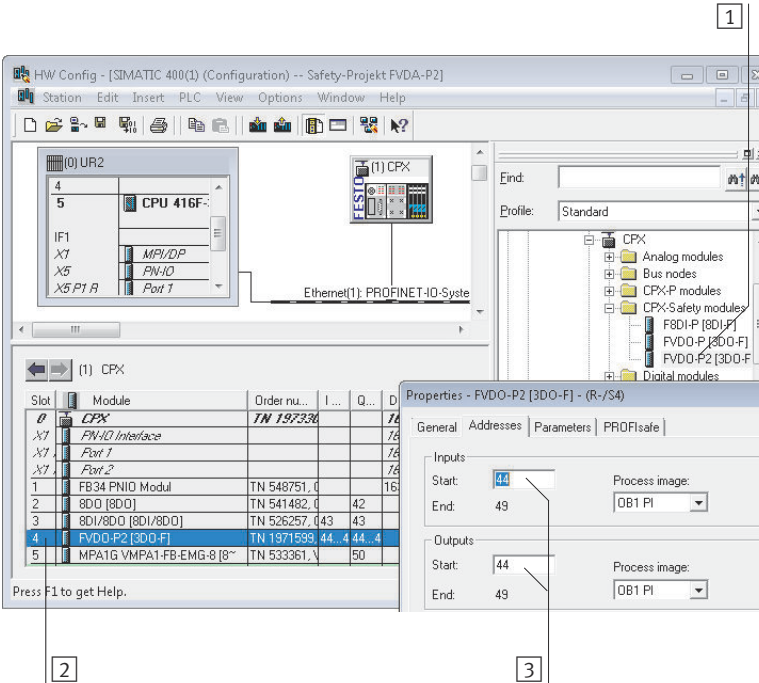 1
HW Config - [SIMATIC 400(1) (Configuration) -- Safety-Projekt FVDA-P2]
Station Edit Insert PLC View Options Window Help
(0) UR2
4
5 CPU 416F-
IF1
X1 MPI/DP
X5 PN-IO
X5 P1 R Port 1
(1) CPX
FESTO
Ethernet(1): PROFINET-IO-Syste
Find:
Profile: Standard
CPX
Analog modules
Bus nodes
CPX-P modules
CPX-Safety modules
F8DI-P [8DI-F]
FVDO-P [3DO-F]
FVDO-P2 [3DO-F
Digital modules
(1) CPX
Slot Module Order nu... I ... Q... D
0 CPX TN 197330 16
X1 PN-IO Interface 16
X1 Port 1 16
X1 Port 2 16
1 FB34 PNIO Modul TN 548751, 0 16
2 8DO [8DO] TN 541482, 0 42
3 8DI/8DO [8DI/8DO] TN 526257, 0 43 43
4 FVDO-P2 [3DO-F] TN 1971599, 44...4 44...4
5 MPA1G VMPA1-FB-EMG-8 [8~ TN 533361, V 50
Press F1 to get Help.
Properties - FVDO-P2 [3DO-F] - (R-/S4)
General Addresses Parameters PROFIsafe
Inputs
Start: 44 Process image:
End: 49 OB1 PI
Outputs
Start: 44 Process image:
End: 49 OB1 PI
2
3